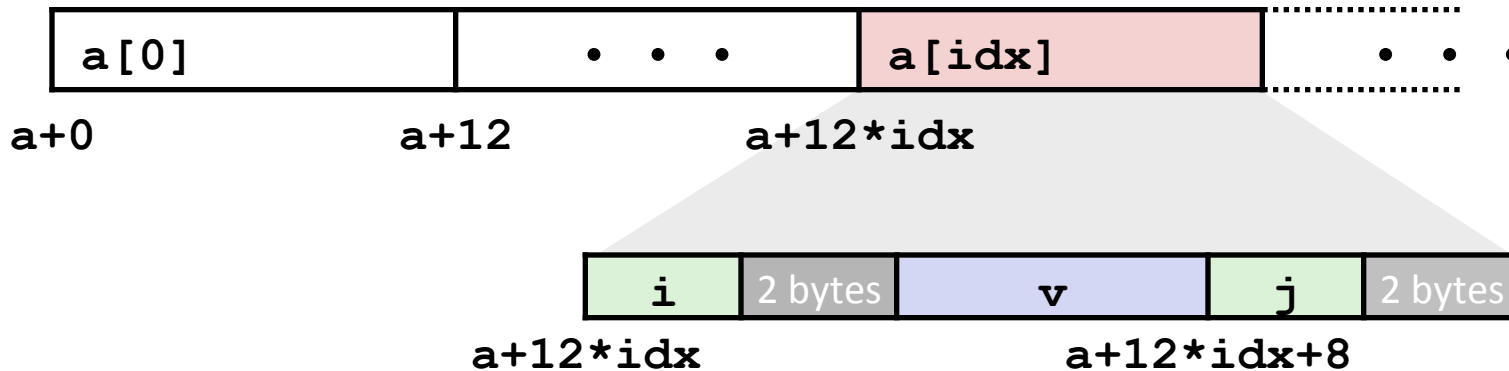 a[0] • • • a[idx] • • •
a+0 a+12 a+12*idx
i 2 bytes v j 2 bytes
a+12*idx a+12*idx+8